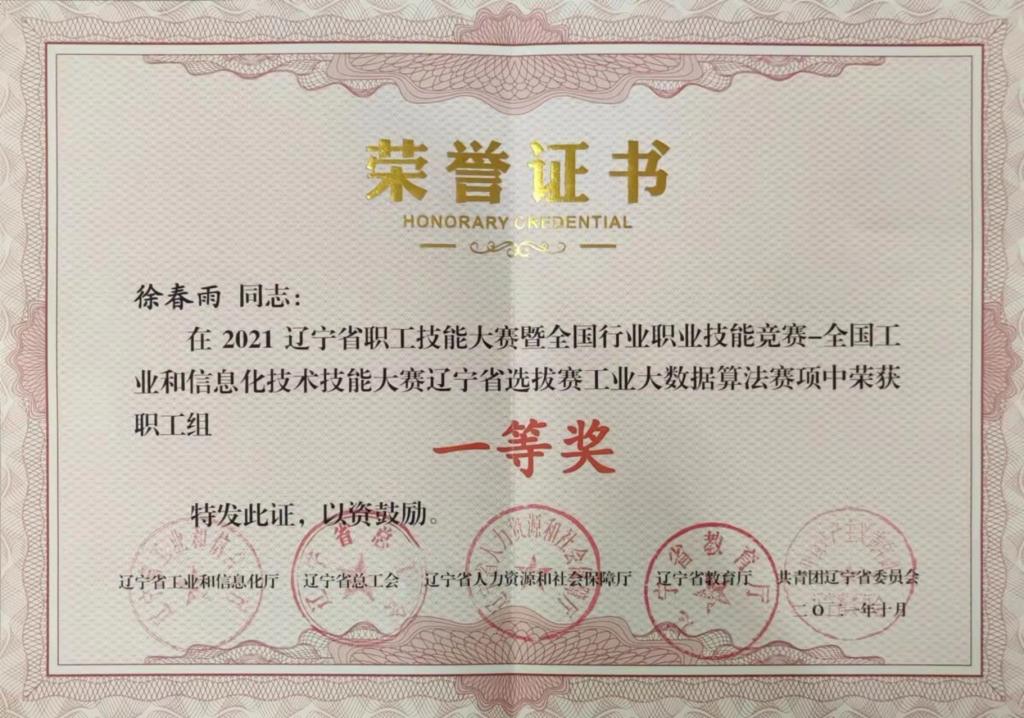 荣誉证书
HONORARY CREDENTIAL
徐春雨 同志：
在 2021 辽宁省职工技能大赛暨全国行业职业技能竞赛-全国工
业和信息化技术技能大赛辽宁省选拔赛工业大数据算法赛项中荣获
职工组
一等奖
特发此证，以资鼓励。
辽宁省工业和信息化厅 辽宁省总工会 辽宁省人力资源和社会保障厅 辽宁省教育厅 共青团辽宁省委员会
二〇二一年十月